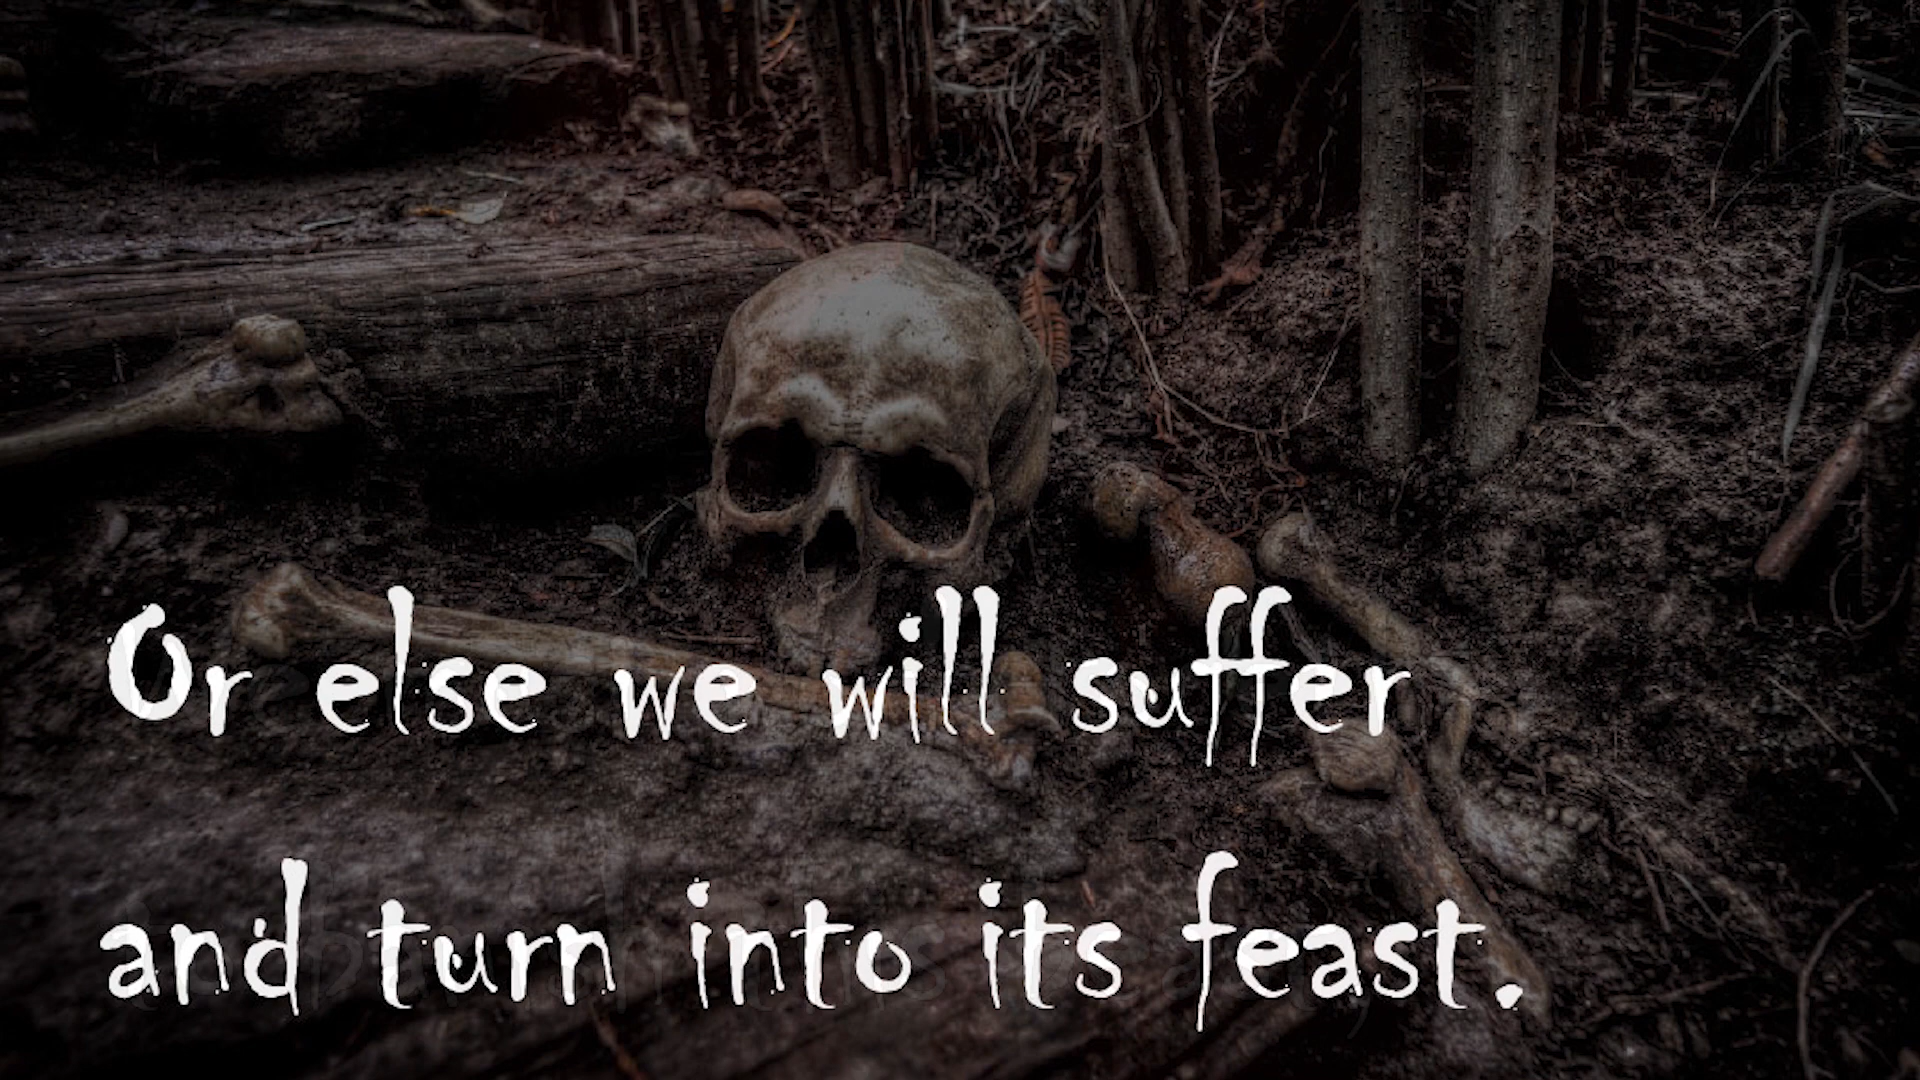 Or else we will suffer
and turn into its feast.